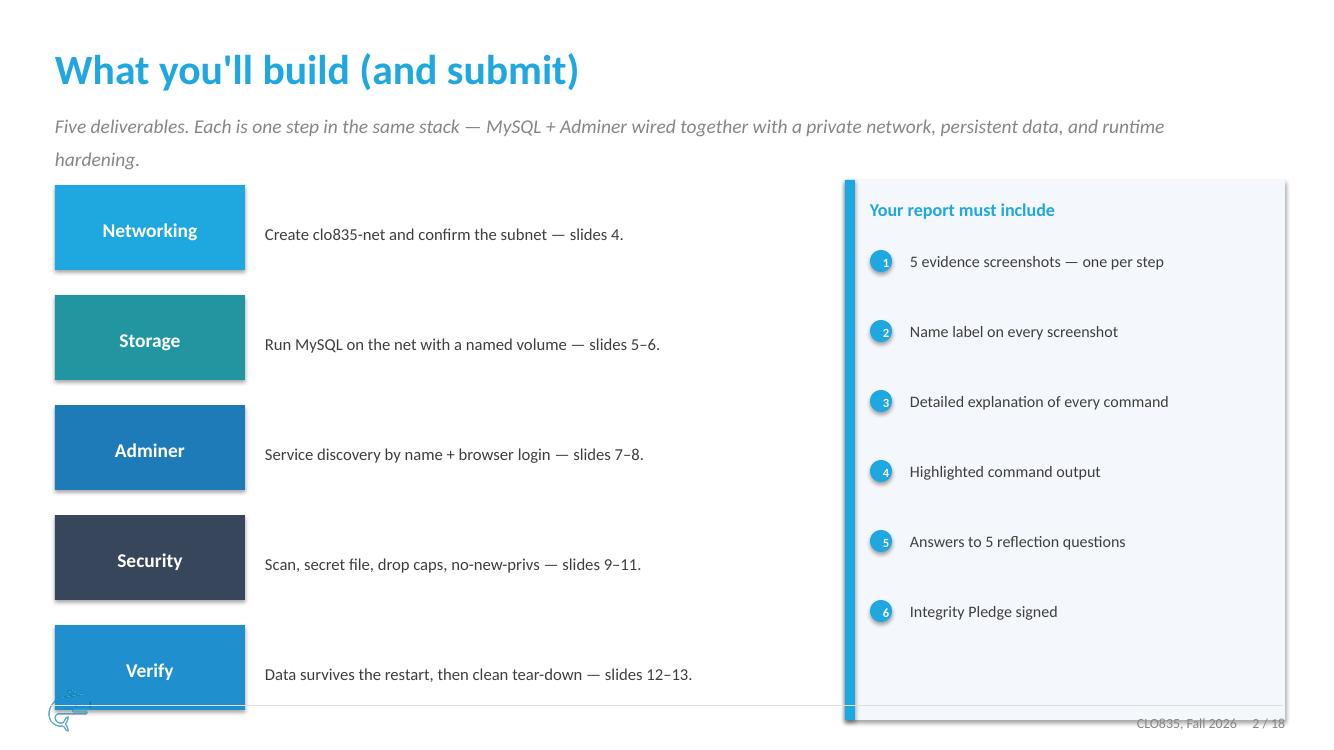 What you'll build (and submit)
Five deliverables. Each is one step in the same stack — MySQL + Adminer wired together with a private network, persistent data, and runtime
hardening.
Networking
Create clo835-net and confirm the subnet — slides 4.
Storage
Run MySQL on the net with a named volume — slides 5–6.
Adminer
Service discovery by name + browser login — slides 7–8.
Security
Scan, secret file, drop caps, no-new-privs — slides 9–11.
Verify
Data survives the restart, then clean tear-down — slides 12–13.
Your report must include
1 5 evidence screenshots — one per step
2 Name label on every screenshot
3 Detailed explanation of every command
4 Highlighted command output
5 Answers to 5 reflection questions
6 Integrity Pledge signed
CLO835, Fall 2026 2 / 18